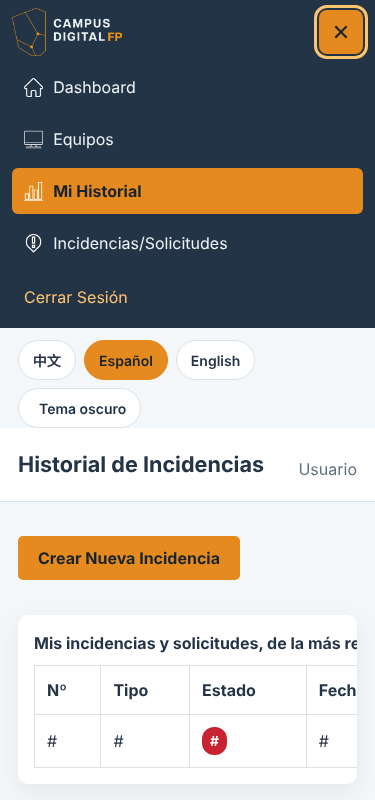 CAMPUS
DIGITAL FP
Dashboard
Equipos
Mi Historial
Incidencias/Solicitudes
Cerrar Sesión
中文 Español English
Tema oscuro
Historial de Incidencias Usuario
Crear Nueva Incidencia
Mis incidencias y solicitudes, de la más re
Nº Tipo Estado Fech
# # # #